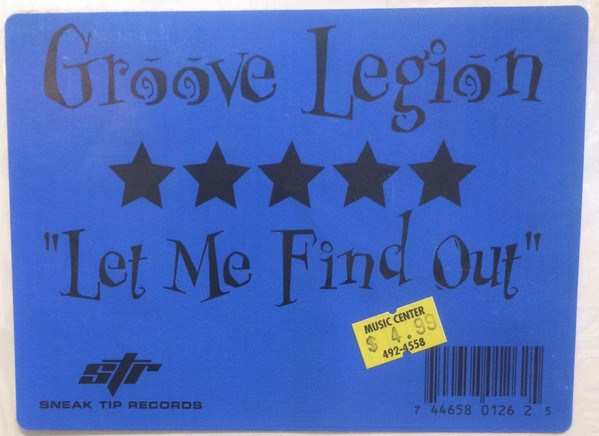 Groove Legion
"Let Me Find Out"
MUSIC CENTER
$ 4.99
492-4558
str
SNEAK TIP RECORDS
7 44658 0126 2 5